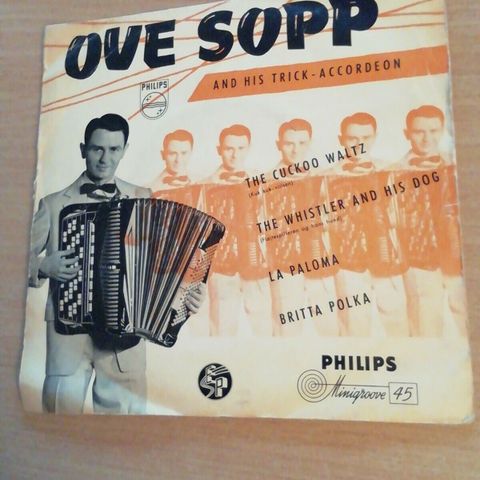 OVE SOPP
AND HIS TRICK-ACCORDEON
PHILIPS
THE CUCKOO WALTZ
THE WHISTLER AND HIS DOG
LA PALOMA
BRITTA POLKA
SP
PHILIPS
Minigroove 45